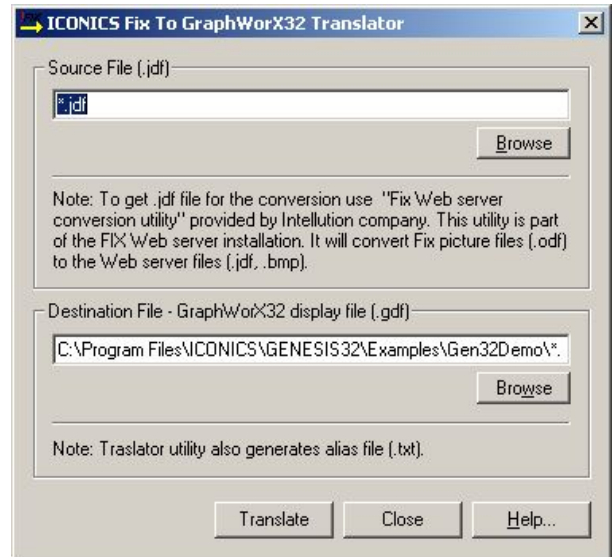 ICONICS Fix To GraphWorX32 Translator
Source File (.jdf)
*.jdf
Browse
Note: To get .jdf file for the conversion use "Fix Web server
conversion utility" provided by Intellution company. This utility is part
of the FIX Web server installation. It will convert Fix picture files (.odf)
to the Web server files (.jdf, .bmp).
Destination File - GraphWorX32 display file (.gdf)
C:\Program Files\ICONICS\GENESIS32\Examples\Gen32Demo\*.
Browse
Note: Traslator utility also generates alias file (.txt).
Translate Close Help...